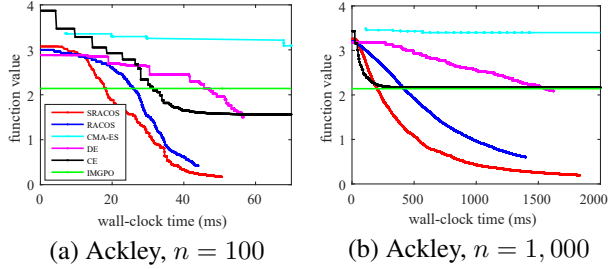 function value
4
3
2
1
0
0
20
40
60
wall-clock time (ms)
SRACOS
RACOS
CMA-ES
DE
CE
IMGPO
(a) Ackley, n = 100
function value
4
3
2
1
0
0
500
1000
1500
2000
wall-clock time (ms)
(b) Ackley, n = 1, 000